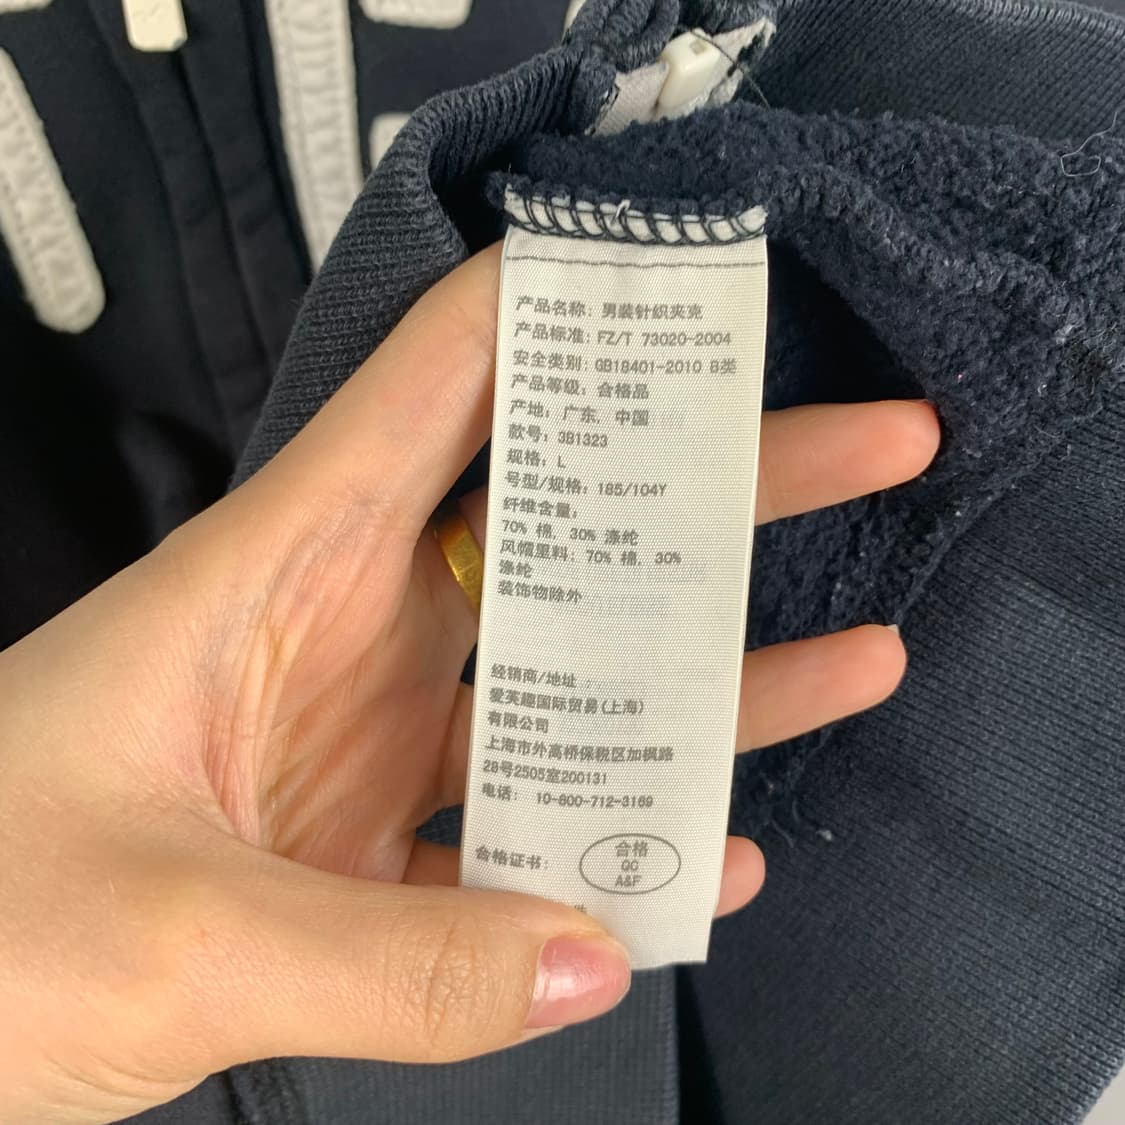 产品名称: 男装针织夹克
产品标准: FZ/T 73020-2004
安全类别: GB18401-2010 B类
产品等级: 合格品
产地: 广东, 中国
款号: 381323
规格: L
号型/规格: 185/104Y
纤维含量:
70% 棉, 30% 涤纶
风帽里料: 70% 棉, 30%
涤纶
装饰物除外
经销商/地址
爱芙趣国际贸易(上海)
有限公司
上海市外高桥保税区加枫路
28号2505室200131
电话: 10-800-712-3169
合格证书:
合格
QC
A&F